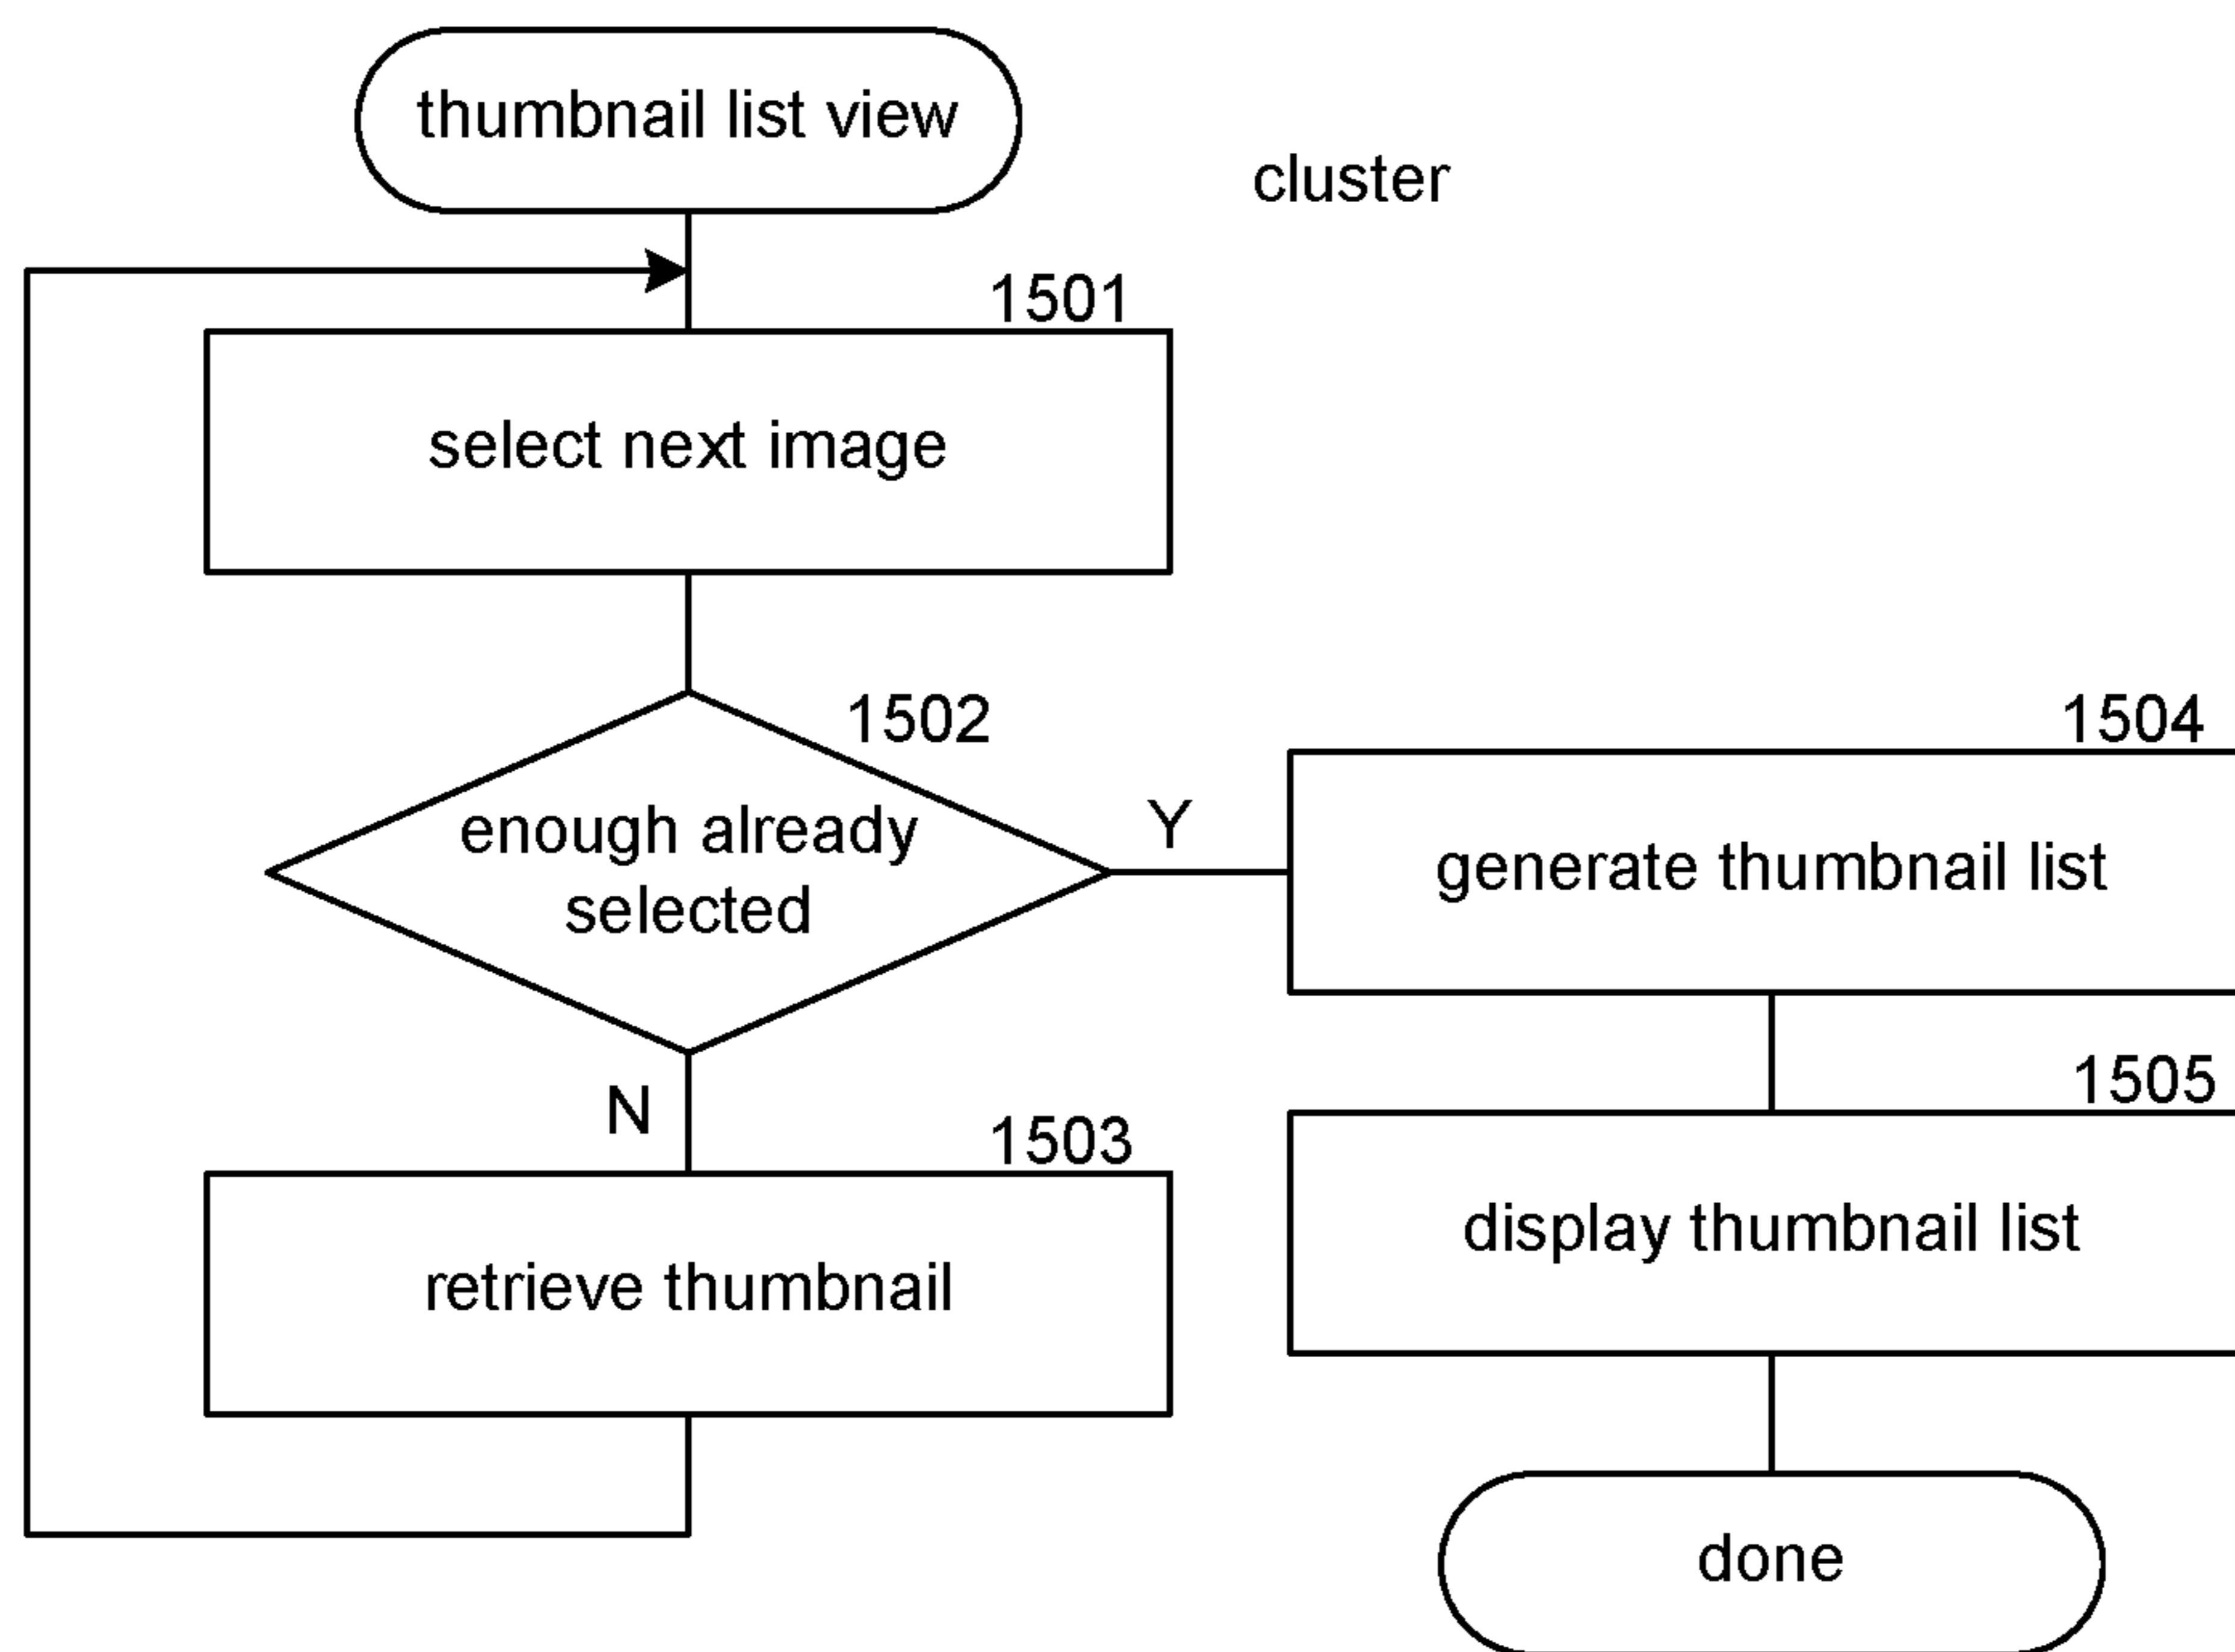 thumbnail list view
cluster
1501
select next image
1502
enough already
selected
Y
N
1503
retrieve thumbnail
1504
generate thumbnail list
1505
display thumbnail list
done